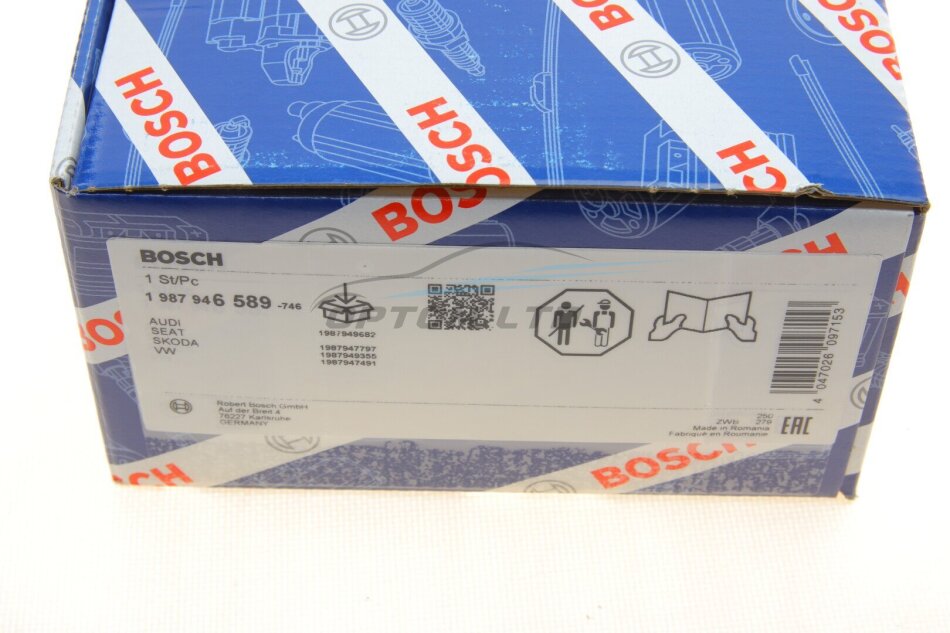 BOSCH
BOSCH
BOSCH
BOSCH
BOSCH
BOSCH
1 St/Pc
1 987 946 589 -746
AUDI
SEAT
SKODA
VW
1987949682
1987947797
1987949355
1987947491
4 047026 097153
Robert Bosch GmbH
Auf der Breit 4
76227 Karlsruhe
GERMANY
250
ZWB 279
Made in Romania
Fabriqué en Roumanie
EAC
BOSCH